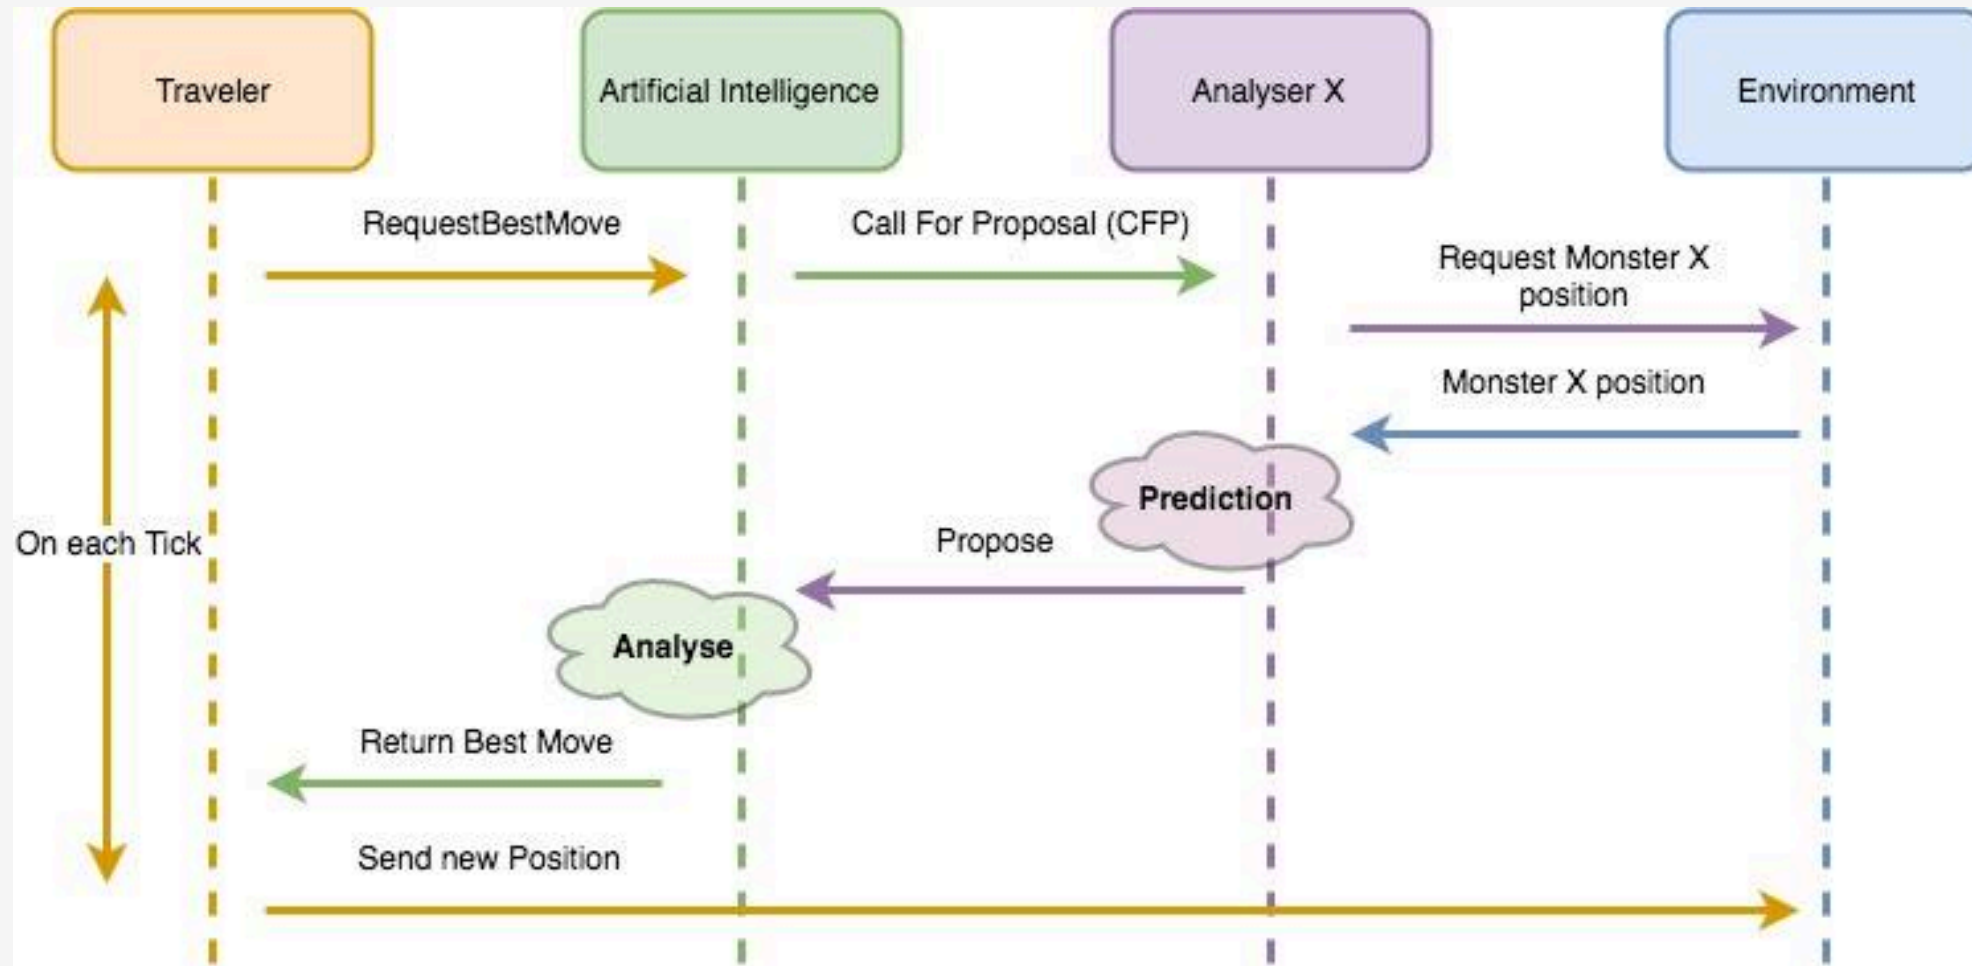 Traveler
Artificial Intelligence
Analyser X
Environment
RequestBestMove
Call For Proposal (CFP)
Request Monster X
position
Monster X position
Prediction
On each Tick
Propose
Analyse
Return Best Move
Send new Position